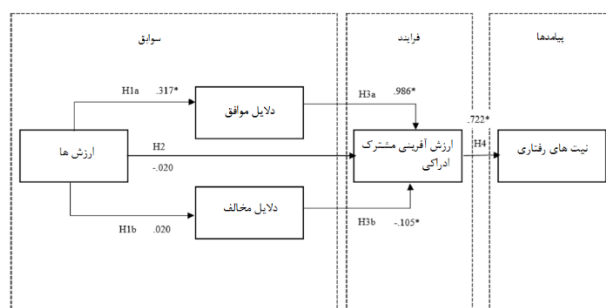 سوابق
فرایند
پیامدها
H1a .317*
دلایل موافق
H3a .986*
ارزش ها
H2
-.020
ارزش آفرینی مشترک
ادراکی
.722*
H4
نیت های رفتاری
دلایل مخالف
H1b .020
H3b -.105*